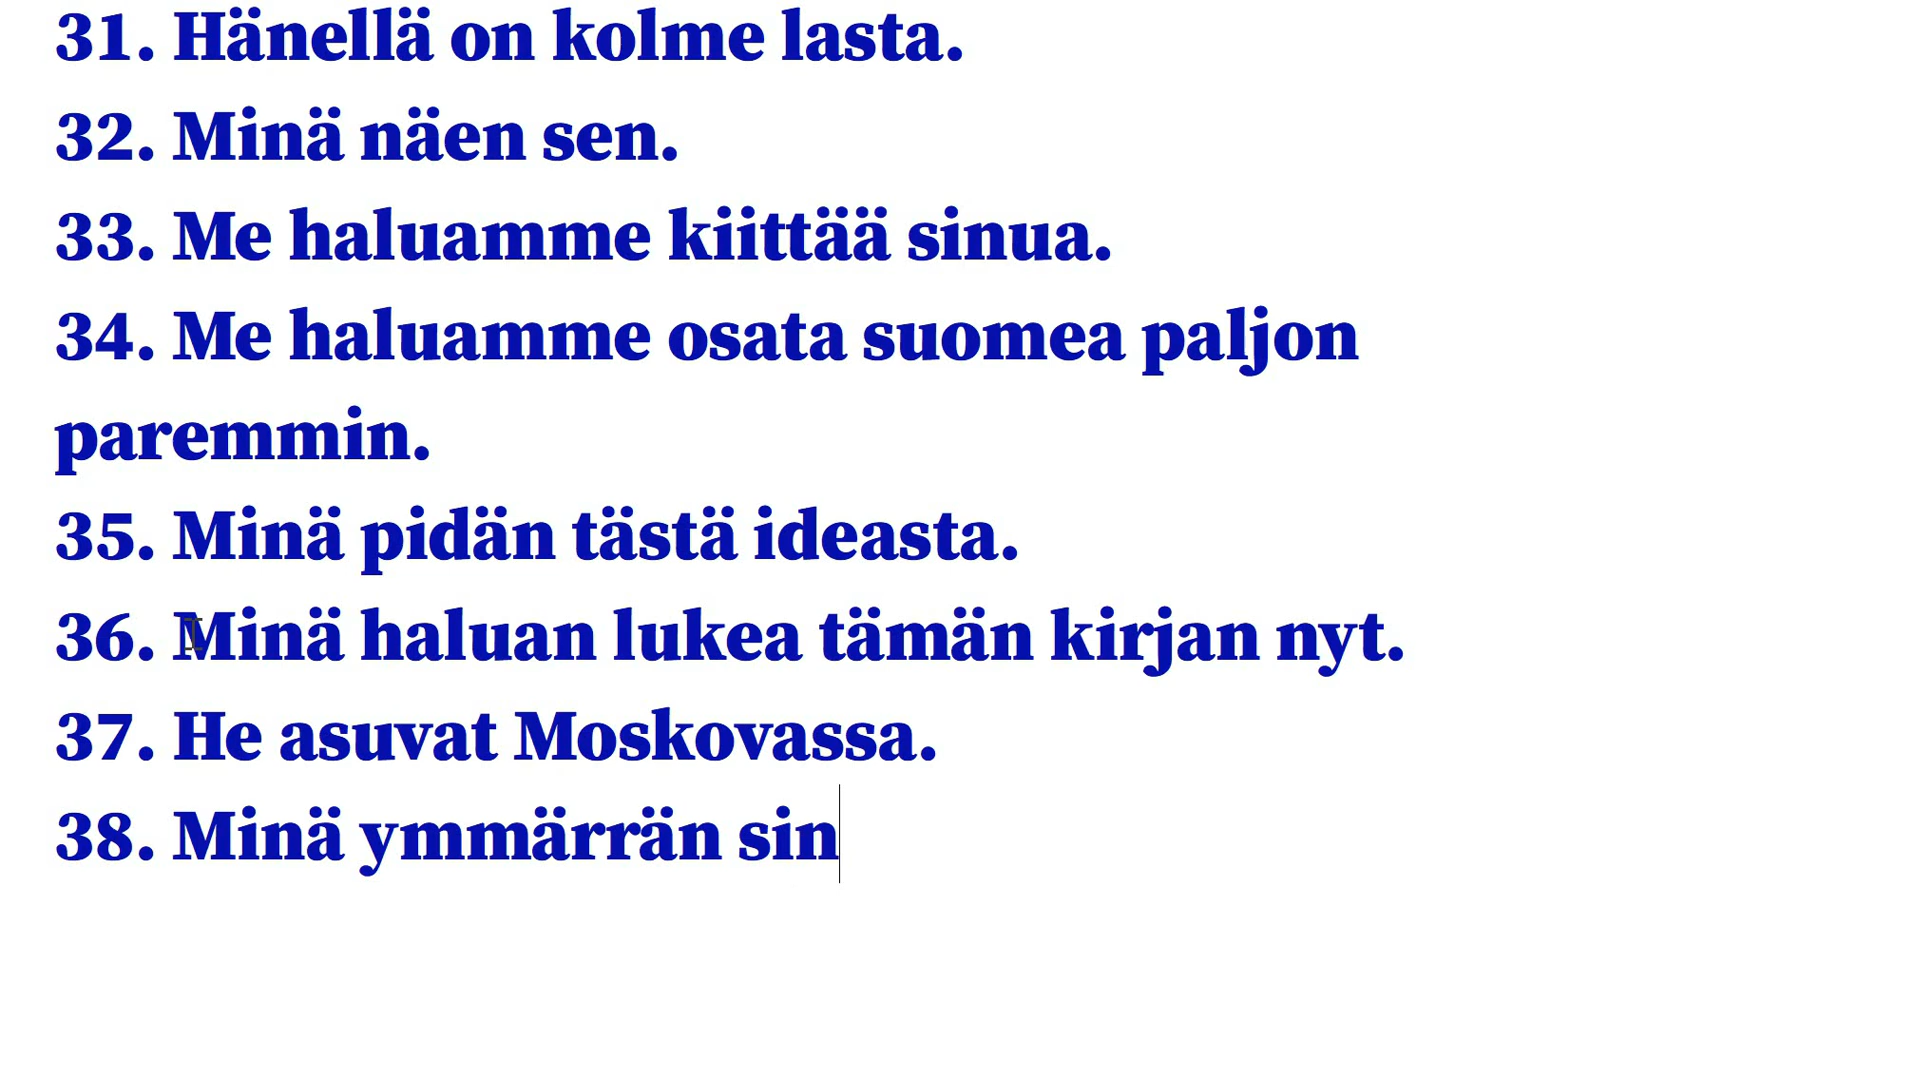 31. Hänellä on kolme lasta.
32. Minä näen sen.
33. Me haluamme kiittää sinua.
34. Me haluamme osata suomea paljon
paremmin.
35. Minä pidän tästä ideasta.
36. Minä haluan lukea tämän kirjan nyt.
37. He asuvat Moskovassa.
38. Minä ymmärrän sin